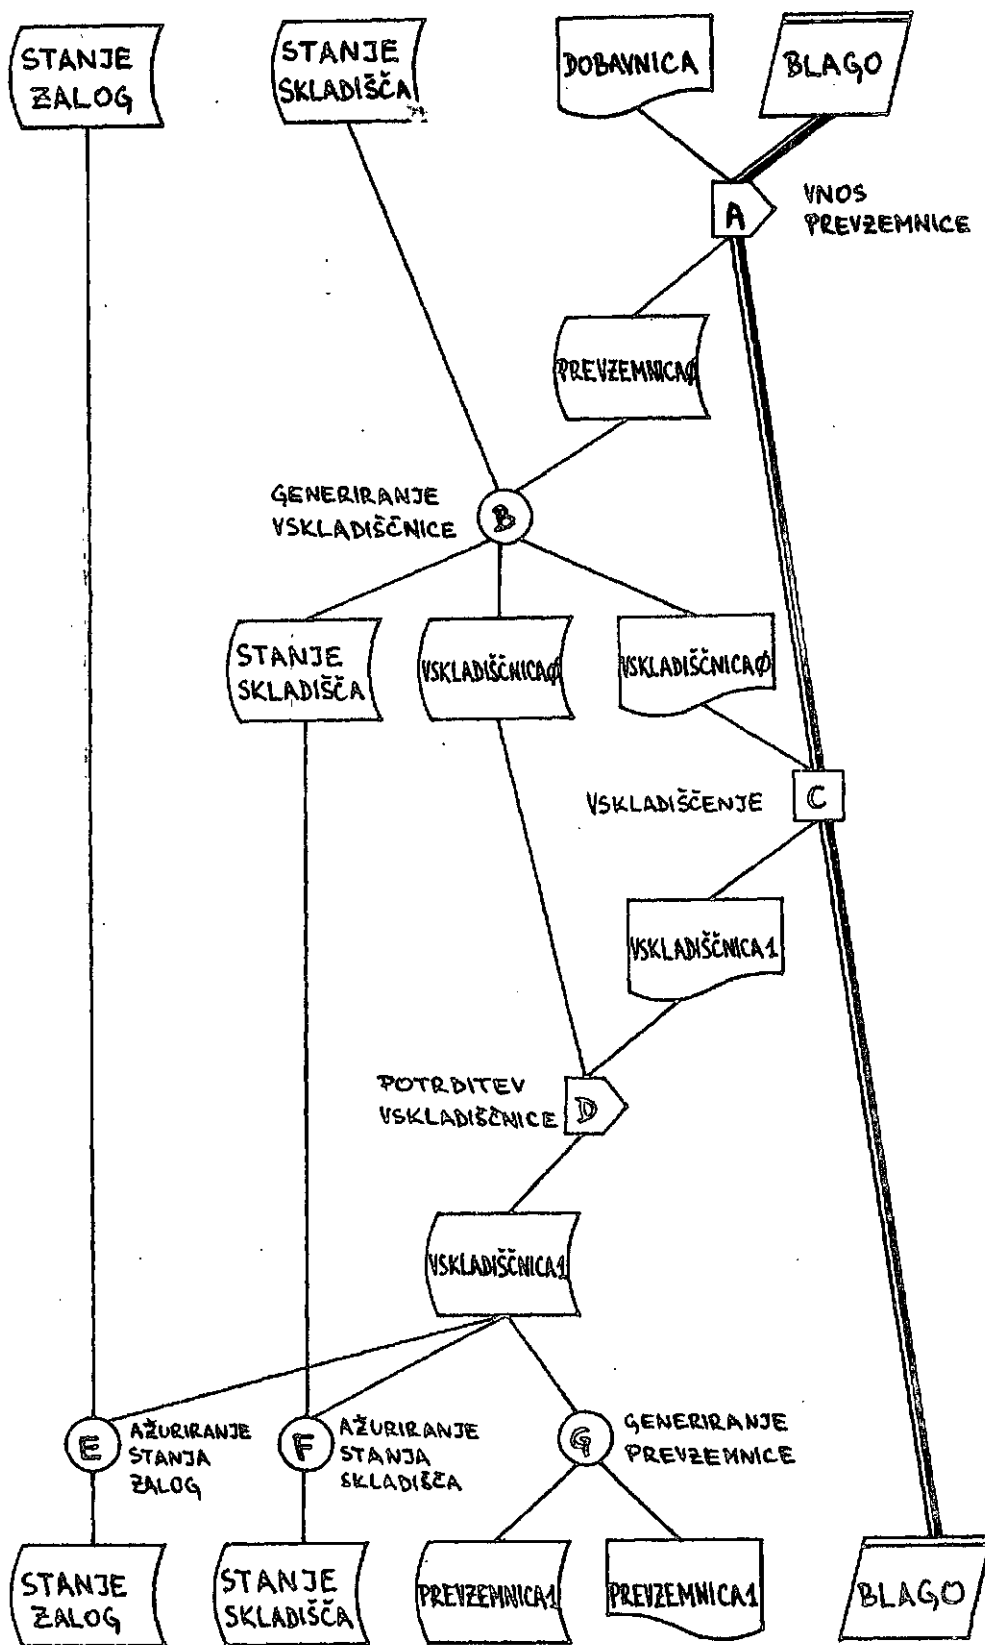 STANJE
ZALOG
STANJE
SKLADIŠČA
DOBAVNICA
BLAGO
A
VNOS
PREVZEMNICE
PREVZEMNICAØ
GENERIRANJE
VSKLADIŠČNICE
B
STANJE
SKLADIŠČA
VSKLADIŠČNICAØ
VSKLADIŠČNICAØ
VSKLADIŠČENJE
C
VSKLADIŠČNICA1
POTRDITEV
VSKLADIŠČNICE
D
VSKLADIŠČNICA1
E
AŽURIRANJE
STANJA
ZALOG
F
AŽURIRANJE
STANJA
SKLADIŠČA
G
GENERIRANJE
PREVZEMNICE
STANJE
ZALOG
STANJE
SKLADIŠČA
PREVZEMNICA1
PREVZEMNICA1
BLAGO